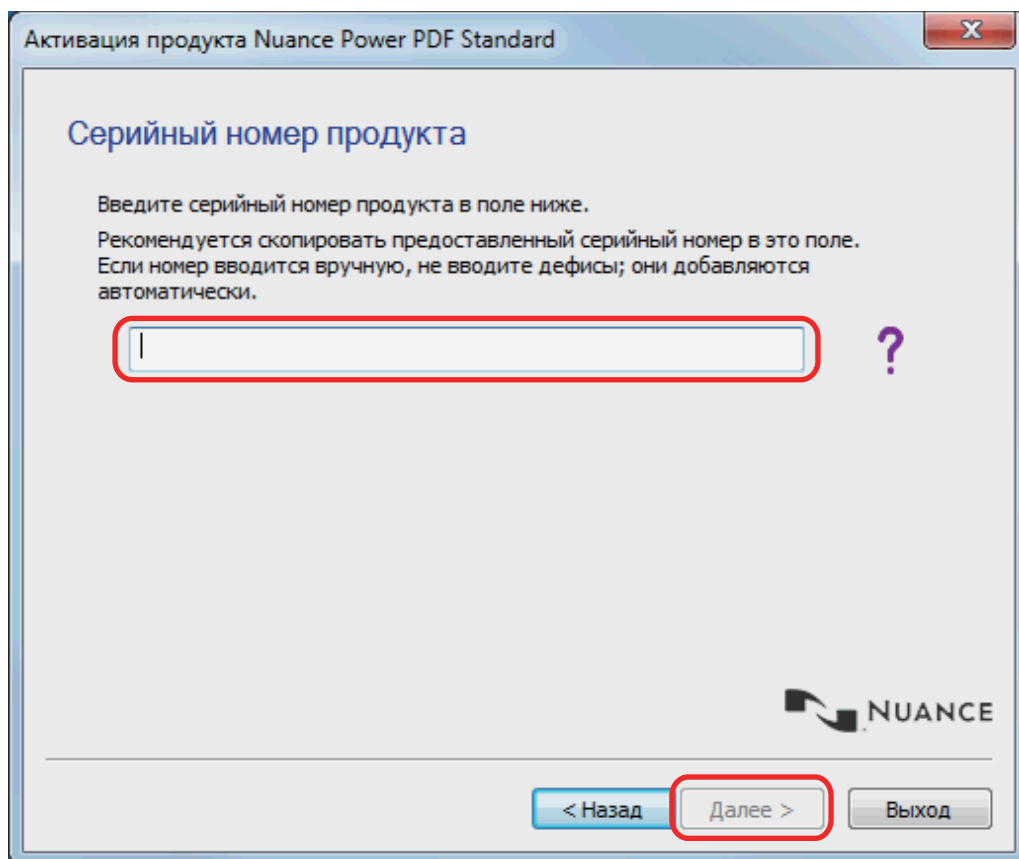 Активация продукта Nuance Power PDF Standard
x
Серийный номер продукта
Введите серийный номер продукта в поле ниже.
Рекомендуется скопировать предоставленный серийный номер в это поле.
Если номер вводится вручную, не вводите дефисы; они добавляются
автоматически.
?
NUANCE
< Назад
Далее >
Выход